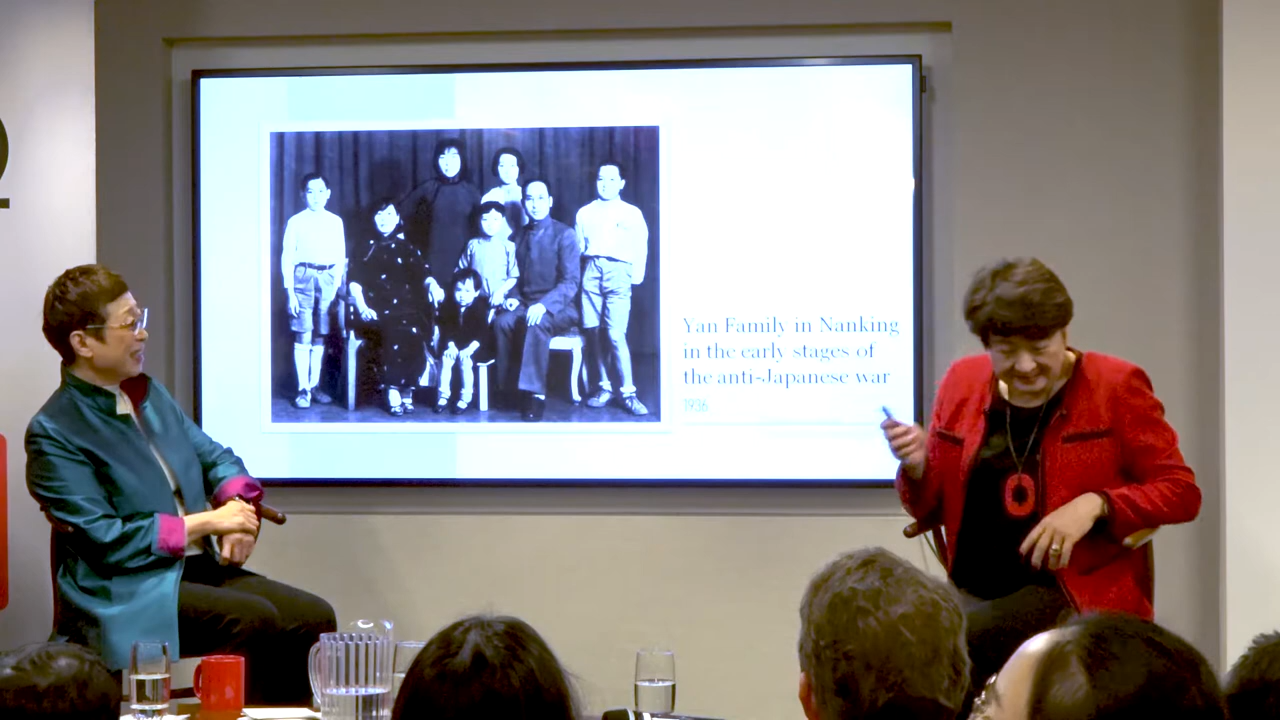 Yan Family in Nanking
in the early stages of
the anti-Japanese war
1936